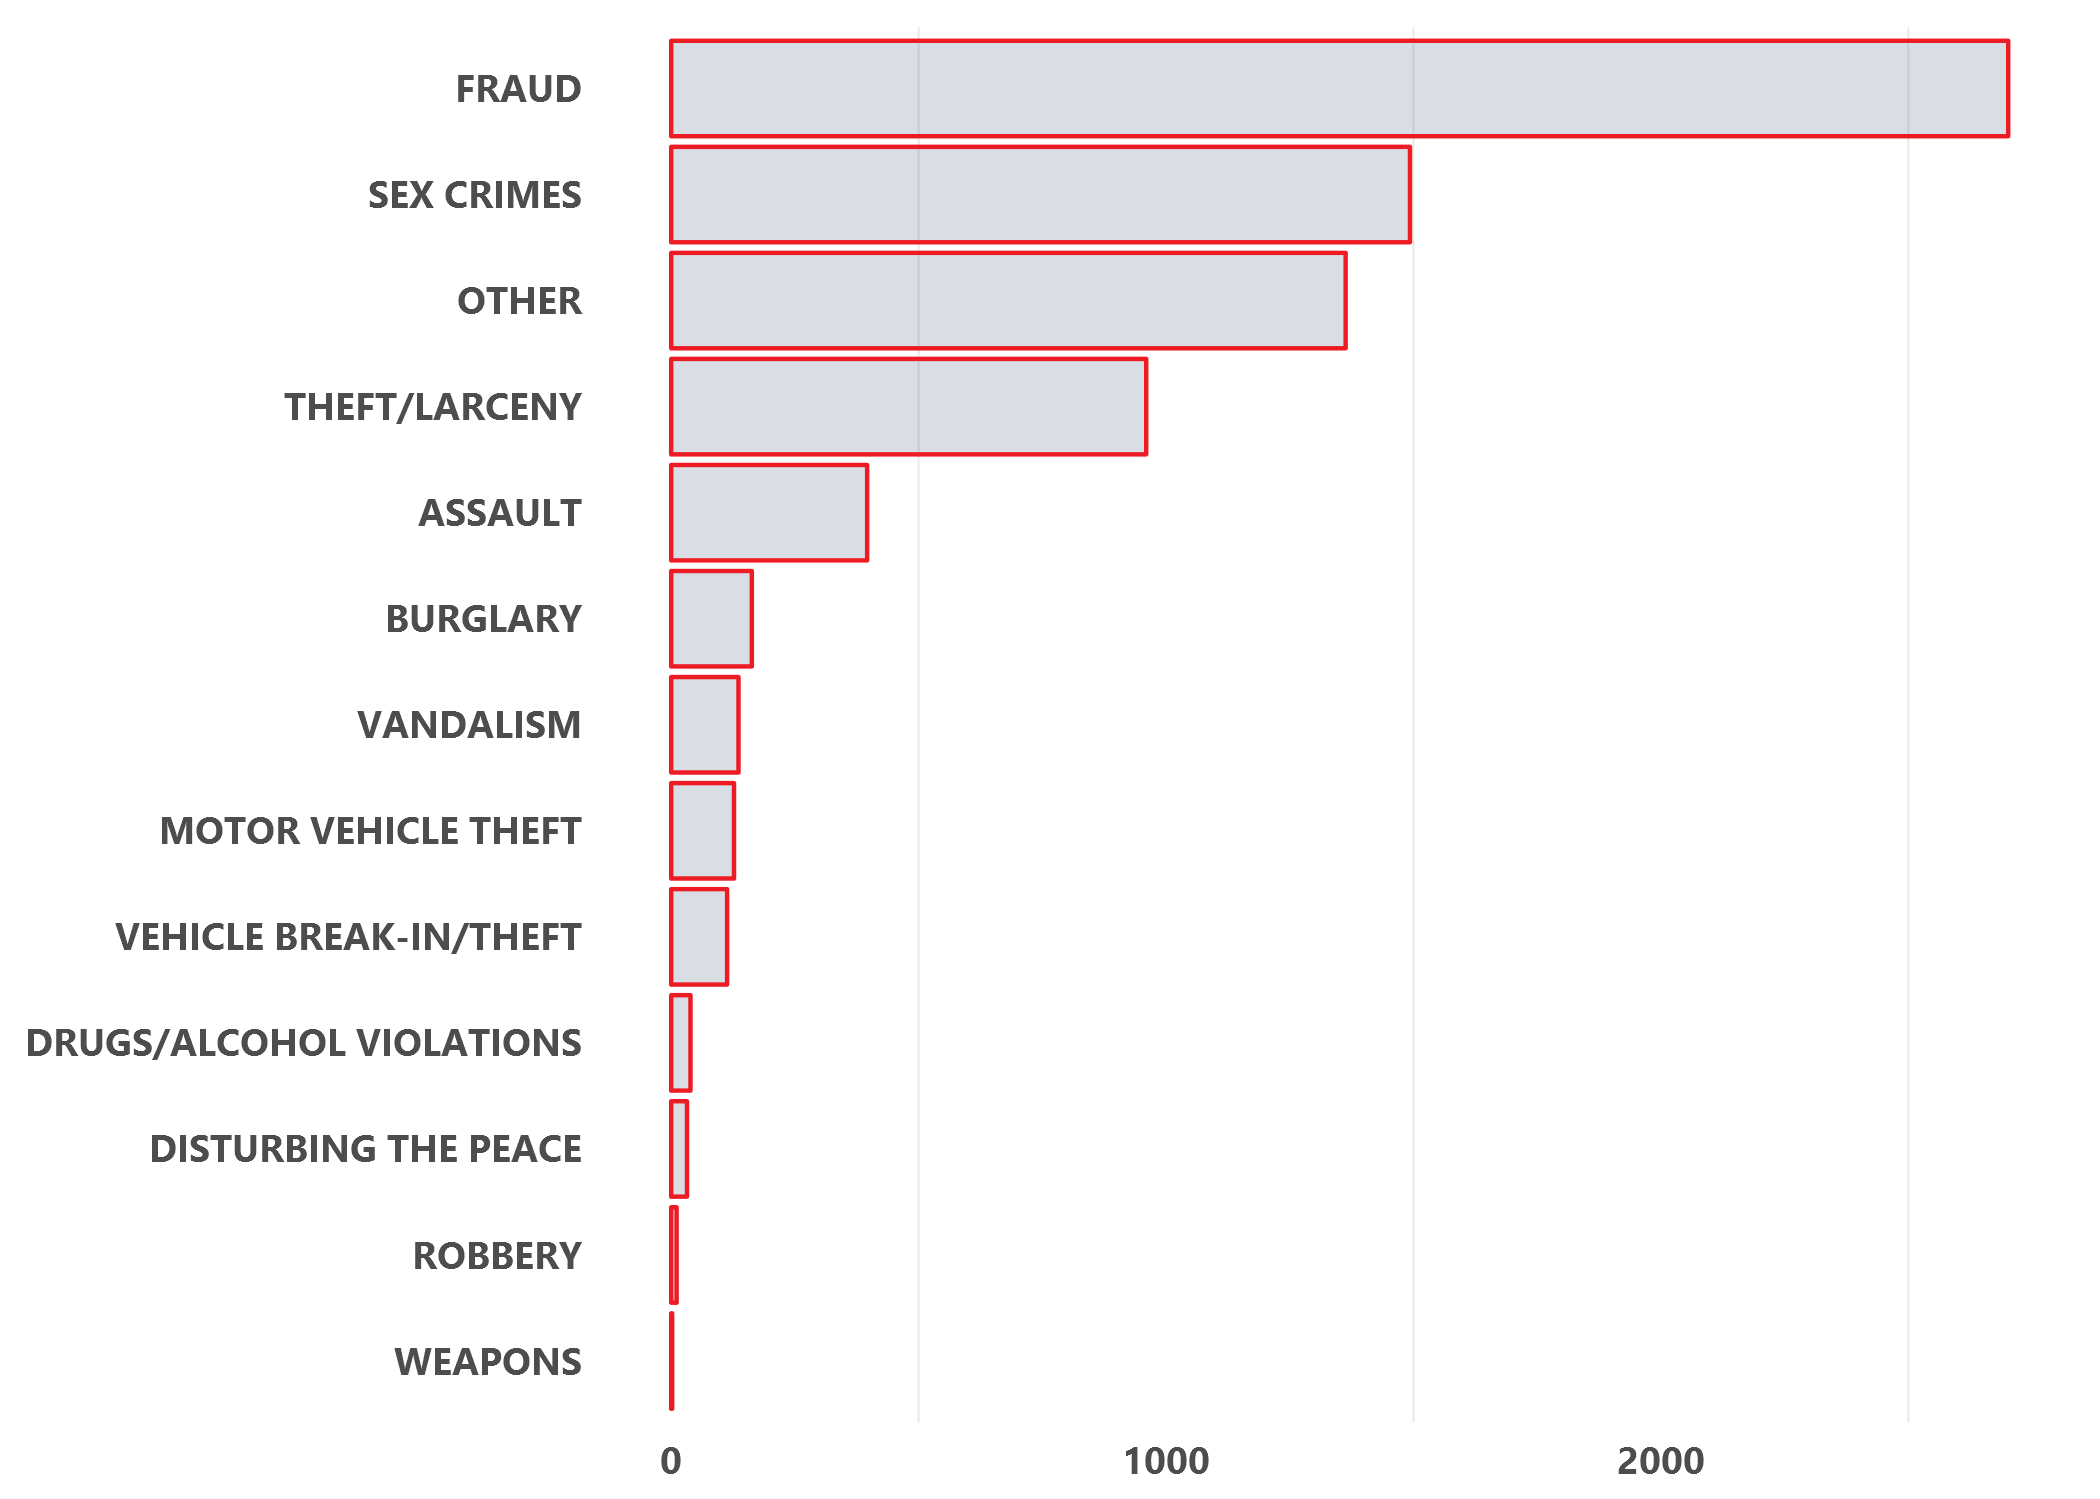 FRAUD
SEX CRIMES
OTHER
THEFT/LARCENY
ASSAULT
BURGLARY
VANDALISM
MOTOR VEHICLE THEFT
VEHICLE BREAK-IN/THEFT
DRUGS/ALCOHOL VIOLATIONS
DISTURBING THE PEACE
ROBBERY
WEAPONS
0 1000 2000